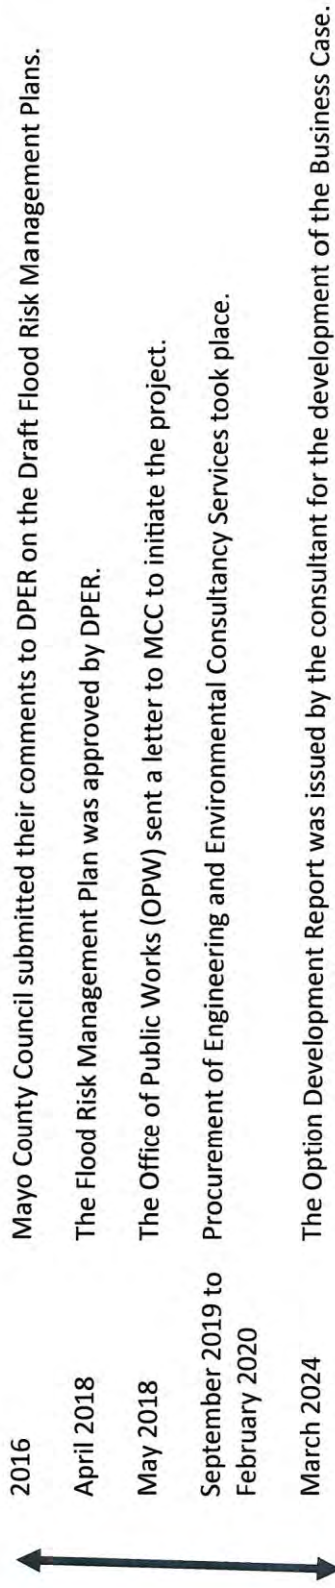 2016 Mayo County Council submitted their comments to DPER on the Draft Flood Risk Management Plans.
April 2018 The Flood Risk Management Plan was approved by DPER.
May 2018 The Office of Public Works (OPW) sent a letter to MCC to initiate the project.
September 2019 to Procurement of Engineering and Environmental Consultancy Services took place.
February 2020
March 2024 The Option Development Report was issued by the consultant for the development of the Business Case.